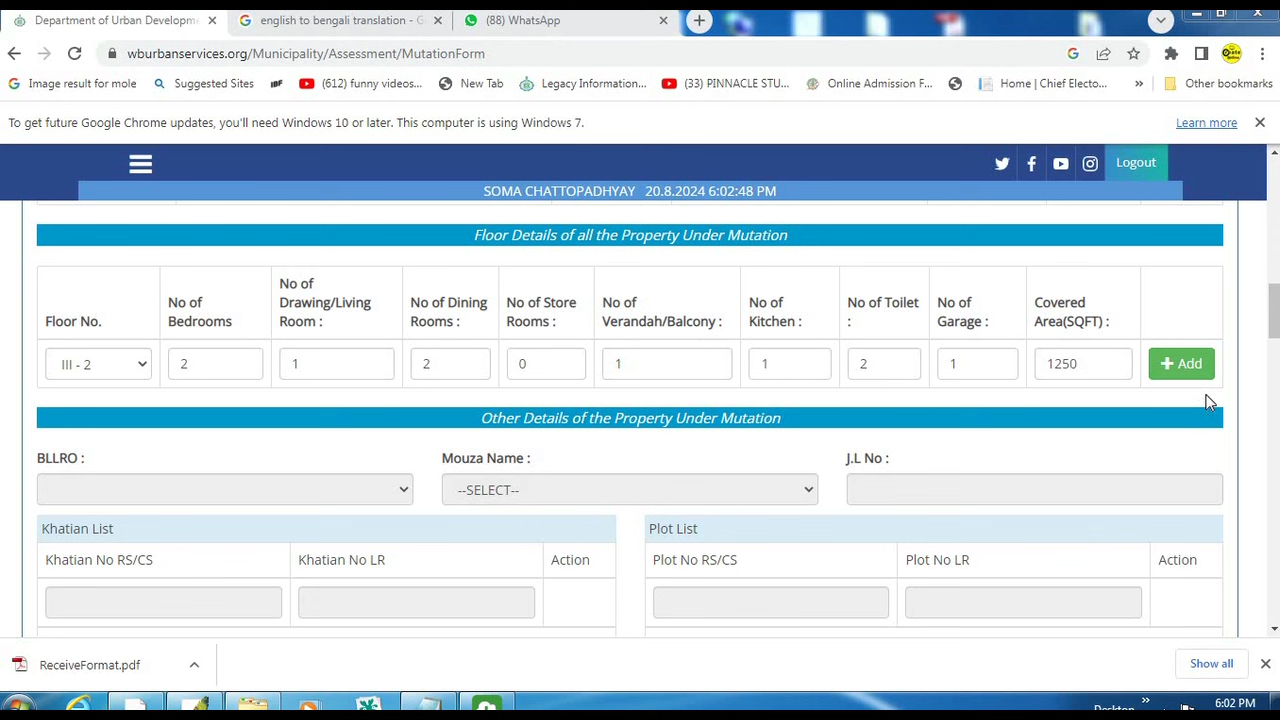 Department of Urban Developme
english to bengali translation - G
(88) WhatsApp
wburbanservices.org/Municipality/Assessment/MutationForm
Image result for mole
Suggested Sites
(612) funny videos...
New Tab
Legacy Information...
(33) PINNACLE STU...
Online Admission F...
Home | Chief Electo...
»
Other bookmarks
To get future Google Chrome updates, you'll need Windows 10 or later. This computer is using Windows 7.
Learn more
Logout
SOMA CHATTOPADHYAY 20.8.2024 6:02:48 PM
Floor Details of all the Property Under Mutation
Floor No.
No of
Bedrooms
No of
Drawing/Living
Room :
No of Dining
Rooms :
No of Store
Rooms :
No of
Verandah/Balcony :
No of
Kitchen :
No of Toilet
:
No of
Garage :
Covered
Area(SQFT) :
III - 2
2
1
2
0
1
1
2
1
1250
+ Add
Other Details of the Property Under Mutation
BLLRO :
Mouza Name :
J.L No :
--SELECT--
Khatian List
Plot List
Khatian No RS/CS
Khatian No LR
Action
Plot No RS/CS
Plot No LR
Action
ReceiveFormat.pdf
Show all
Desktop
»
6:02 PM